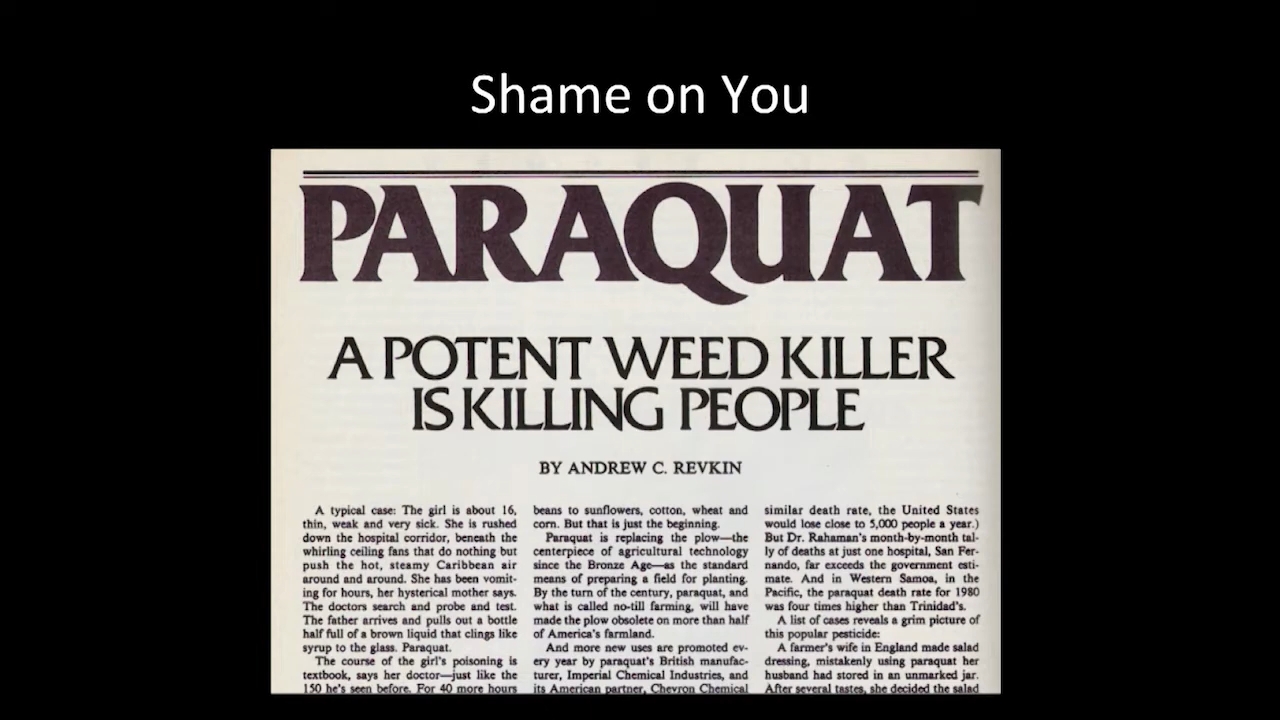 Shame on You
PARAQUAT
A POTENT WEED KILLER
IS KILLING PEOPLE
BY ANDREW C. REVKIN
A typical case: The girl is about 16,
thin, weak and very sick. She is rushed
down the hospital corridor, beneath the
whirling ceiling fans that do nothing but
push the hot, steamy Caribbean air
around and around. She has been vomit-
ing for hours, her hysterical mother says.
The doctors search and probe and test.
The father arrives and pulls out a bottle
half full of a brown liquid that clings like
syrup to the glass. Paraquat.
The course of the girl's poisoning is
textbook, says her doctor—just like the
150 he's seen before. For 40 more hours
beans to sunflowers, cotton, wheat and
corn. But that is just the beginning.
Paraquat is replacing the plow—the
centerpiece of agricultural technology
since the Bronze Age—as the standard
means of preparing a field for planting.
By the turn of the century, paraquat, and
what is called no-till farming, will have
made the plow obsolete on more than half
of America's farmland.
And more new uses are promoted ev-
ery year by paraquat's British manufac-
turer, Imperial Chemical Industries, and
its American partner, Chevron Chemical
similar death rate, the United States
would lose close to 5,000 people a year.)
But Dr. Rahaman's month-by-month tal-
ly of deaths at just one hospital, San Fer-
nando, far exceeds the government esti-
mate. And in Western Samoa, in the
Pacific, the paraquat death rate for 1980
was four times higher than Trinidad's.
A list of cases reveals a grim picture of
this popular pesticide:
A farmer's wife in England made salad
dressing, mistakenly using paraquat her
husband had stored in an unmarked jar.
After several tastes, she decided the salad